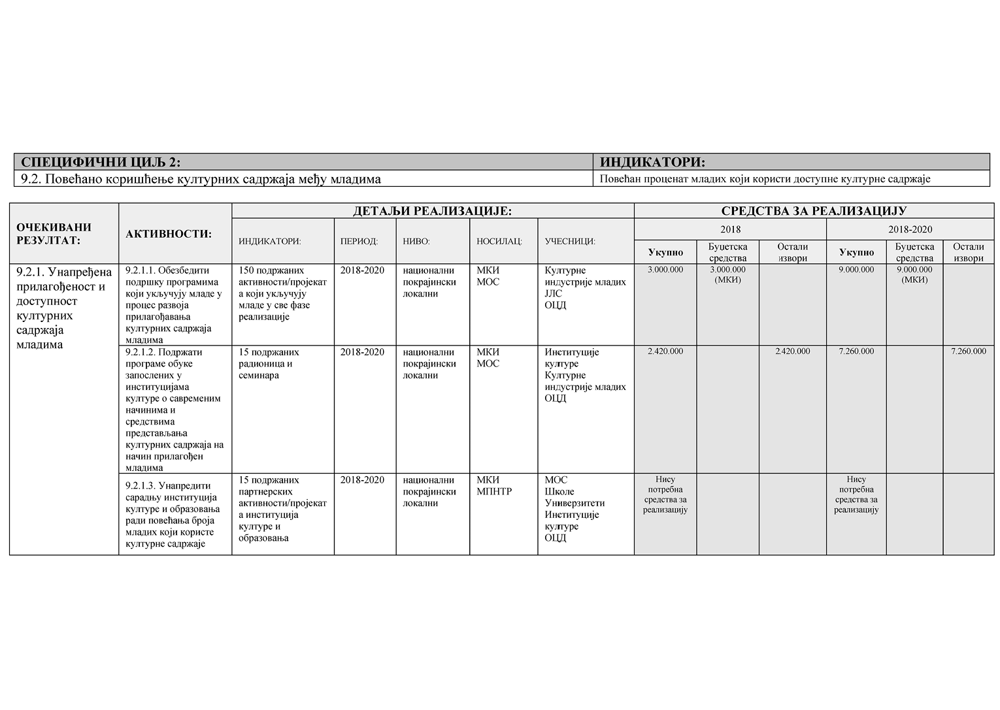 СПЕЦИФИЧНИ ЦИЉ 2:
ИНДИКАТОРИ:
9.2. Повећано коришћење културних садржаја међу младима
Повећан проценат младих који користи доступне културне садржаје
ОЧЕКИВАНИ
РЕЗУЛТАТ:
АКТИВНОСТИ:
ДЕТАЉИ РЕАЛИЗАЦИЈЕ:
СРЕДСТВА ЗА РЕАЛИЗАЦИЈУ
ИНДИКАТОРИ:
ПЕРИОД:
НИВО:
НОСИЛАЦ:
УЧЕСНИЦИ:
2018
2018-2020
Укупно
Буџетска
средства
Остали
извори
Укупно
Буџетска
средства
Остали
извори
9.2.1. Унапређена
прилагођеност и
доступност
културних
садржаја
младима
9.2.1.1. Обезбедити
подршку програмима
који укључују младе у
процес развоја
прилагођавања
културних садржаја
младима
150 подржаних
активности/пројекат
а који укључују
младе у све фазе
реализације
2018-2020
национални
покрајински
локални
МКИ
МОС
Културне
индустрије младих
ЈЛС
ОЦД
3.000.000
3.000.000
(МКИ)
9.000.000
9.000.000
(МКИ)
9.2.1.2. Подржати
програме обуке
запослених у
институцијама
културе о савременим
начинима и
средствима
представљања
културних садржаја на
начин прилагођен
младима
15 подржаних
радионица и
семинара
2018-2020
национални
покрајински
локални
МКИ
МОС
Институције
културе
Културне
индустрије младих
ОЦД
2.420.000
2.420.000
7.260.000
7.260.000
9.2.1.3. Унапредити
сарадњу институција
културе и образовања
ради повећања броја
младих који користе
културне садржаје
15 подржаних
партнерских
активности/пројекат
а институција
културе и
образовања
2018-2020
национални
покрајински
локални
МКИ
МПНТР
МОС
Школе
Универзитети
Институције
културе
ОЦД
Нису
потребна
средства за
реализацију
Нису
потребна
средства за
реализацију